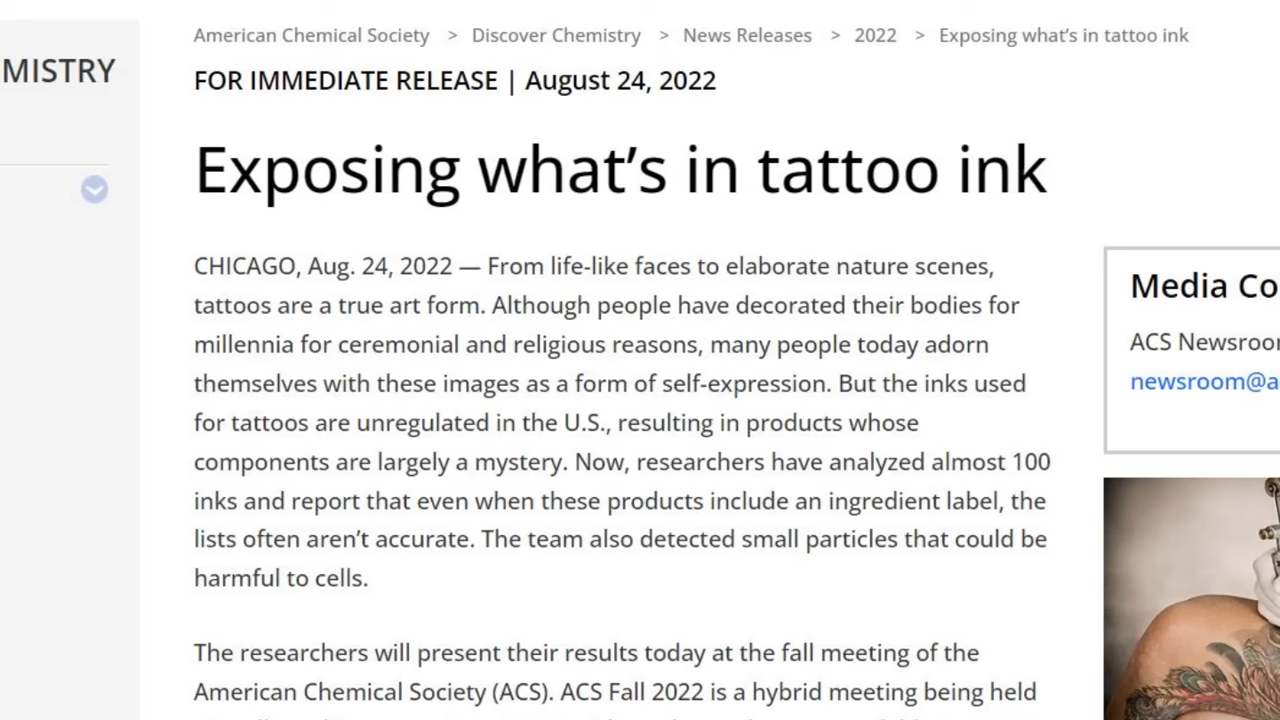 American Chemical Society > Discover Chemistry > News Releases > 2022 > Exposing what's in tattoo ink
MISTRY
FOR IMMEDIATE RELEASE | August 24, 2022
Exposing what's in tattoo ink
CHICAGO, Aug. 24, 2022 — From life-like faces to elaborate nature scenes,
tattoos are a true art form. Although people have decorated their bodies for
millennia for ceremonial and religious reasons, many people today adorn
themselves with these images as a form of self-expression. But the inks used
for tattoos are unregulated in the U.S., resulting in products whose
components are largely a mystery. Now, researchers have analyzed almost 100
inks and report that even when these products include an ingredient label, the
lists often aren't accurate. The team also detected small particles that could be
harmful to cells.
The researchers will present their results today at the fall meeting of the
American Chemical Society (ACS). ACS Fall 2022 is a hybrid meeting being held
Media Co
ACS Newsroo
newsroom@a